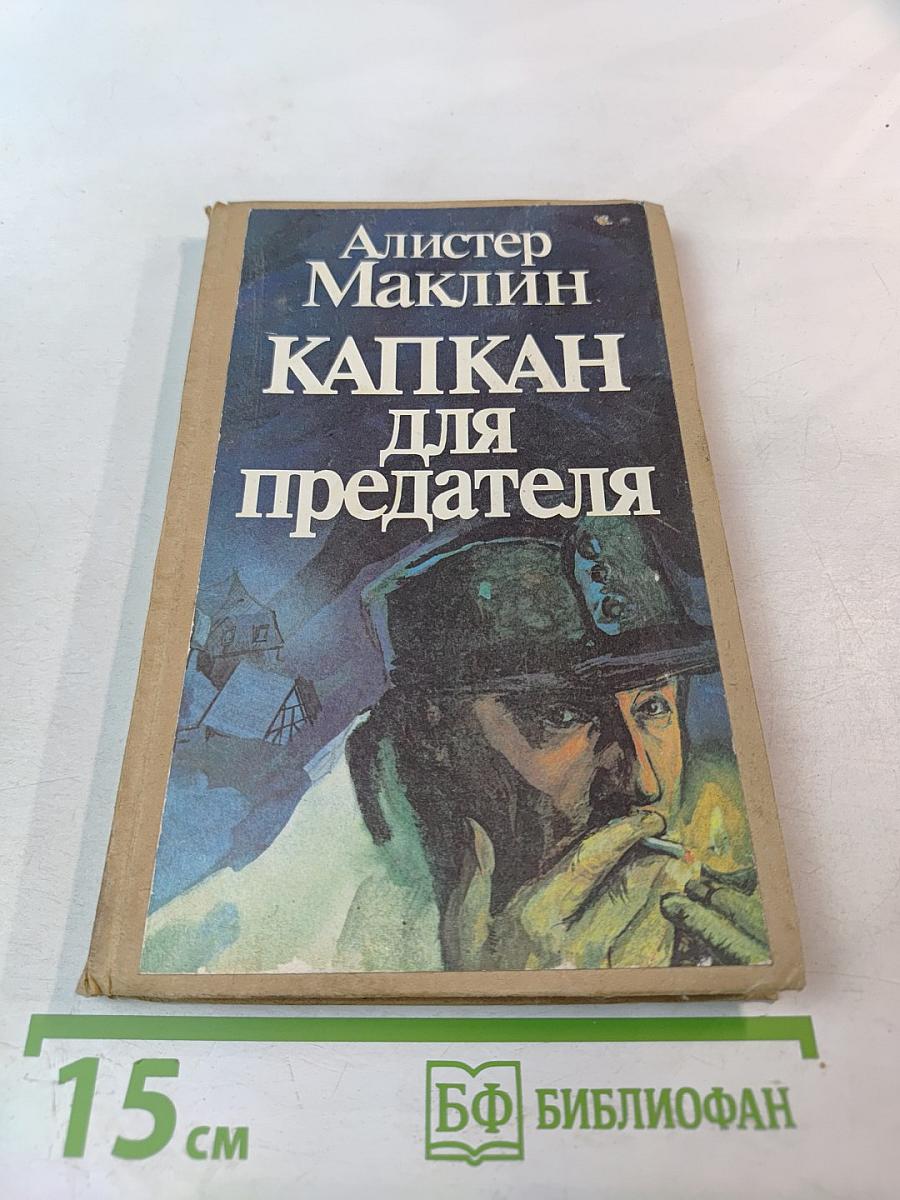 Алистер
Маклин
КАПКАН
для
предателя
15 см
БФ БИБЛИОФАН